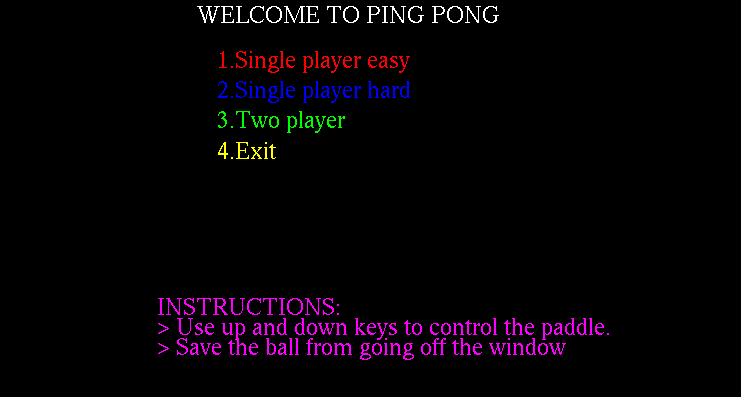 WELCOME TO PING PONG
1.Single player easy
2.Single player hard
3.Two player
4.Exit
INSTRUCTIONS:
> Use up and down keys to control the paddle.
> Save the ball from going off the window